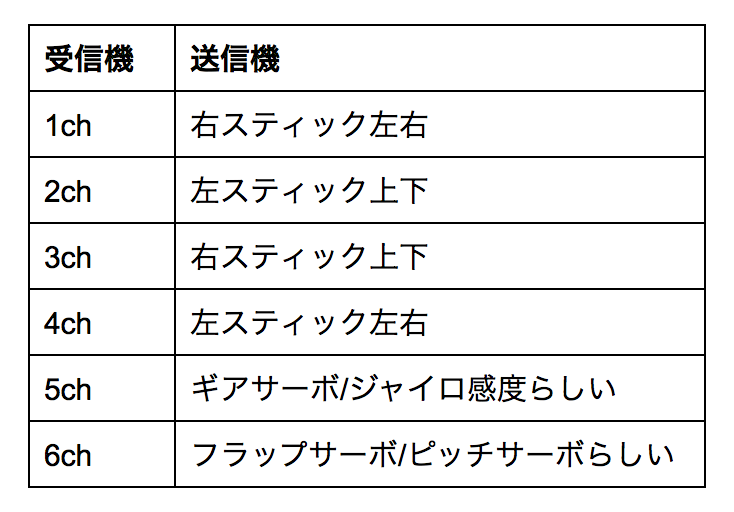 受信機 送信機
1ch 右スティック左右
2ch 左スティック上下
3ch 右スティック上下
4ch 左スティック左右
5ch ギアサーボ/ジャイロ感度らしい
6ch フラップサーボ/ピッチサーボらしい